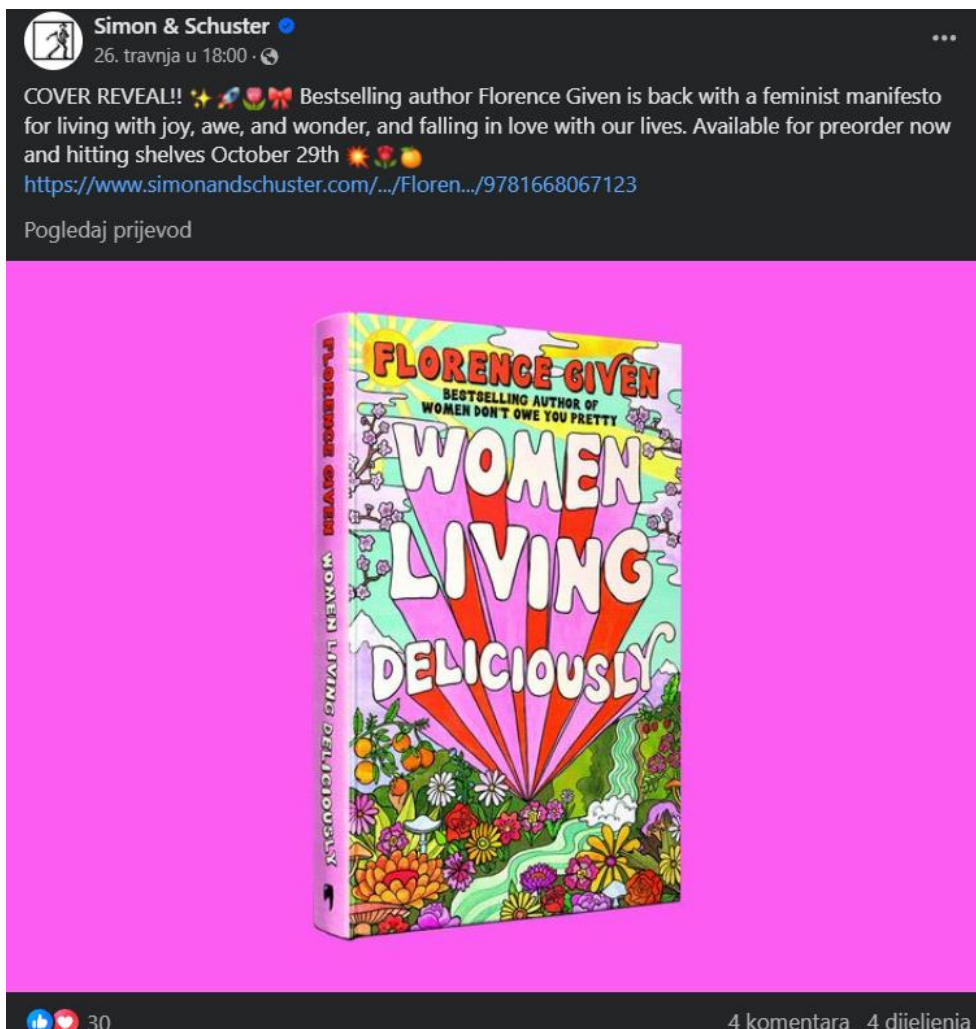 Simon & Schuster
26. travnja u 18:00 ·
COVER REVEAL!! ✨🚀🌷🎀 Bestselling author Florence Given is back with a feminist manifesto
for living with joy, awe, and wonder, and falling in love with our lives. Available for preorder now
and hitting shelves October 29th 💥🌹🍊
https://www.simonandschuster.com/.../Floren.../9781668067123
Pogledaj prijevod
FLORENCE GIVEN WOMEN LIVING DELICIOUSLY
FLORENCE GIVEN
BESTSELLING AUTHOR OF
WOMEN DON'T OWE YOU PRETTY
WOMEN
LIVING
DELICIOUSLY
30
4 komentara 4 dijeljenja